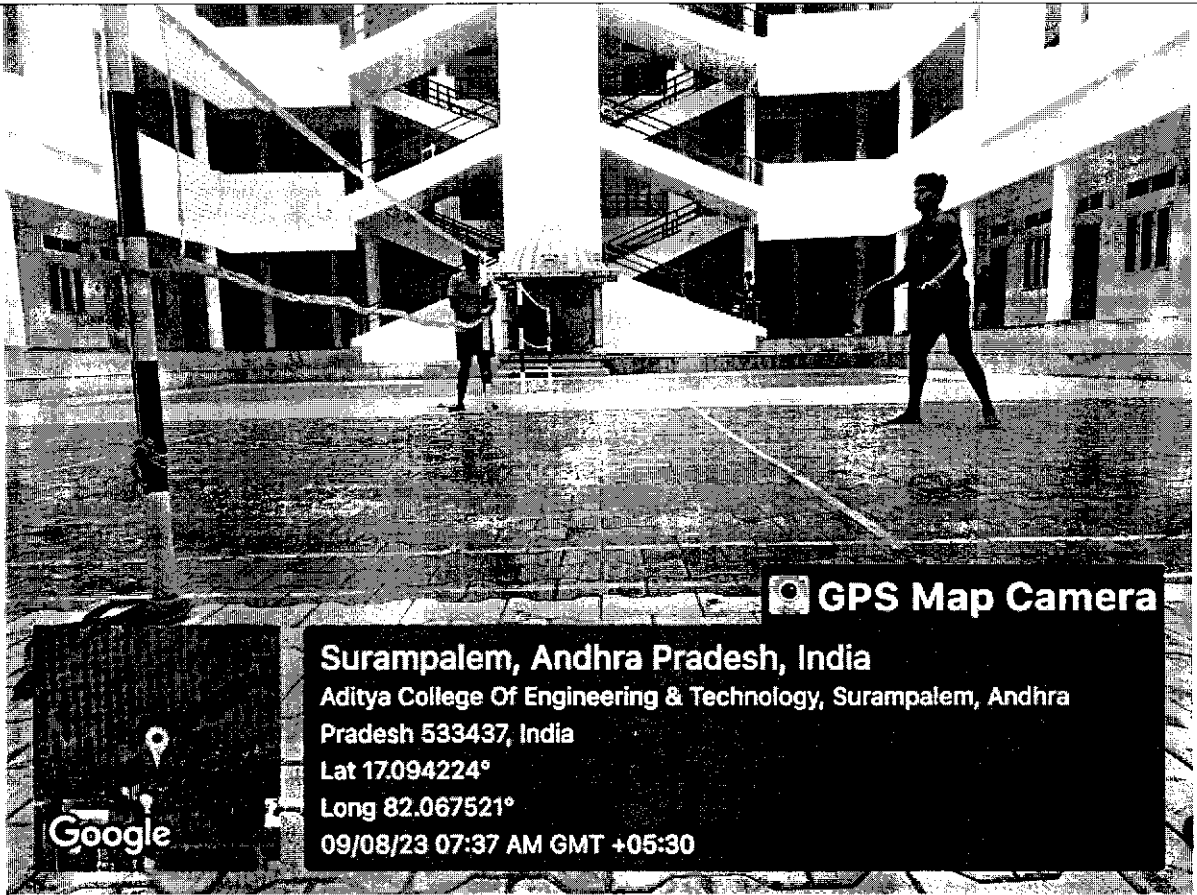 GPS Map Camera
Surampalem, Andhra Pradesh, India
Aditya College Of Engineering & Technology, Surampalem, Andhra
Pradesh 533437, India
Lat 17.094224°
Long 82.067521°
09/08/23 07:37 AM GMT +05:30
Google